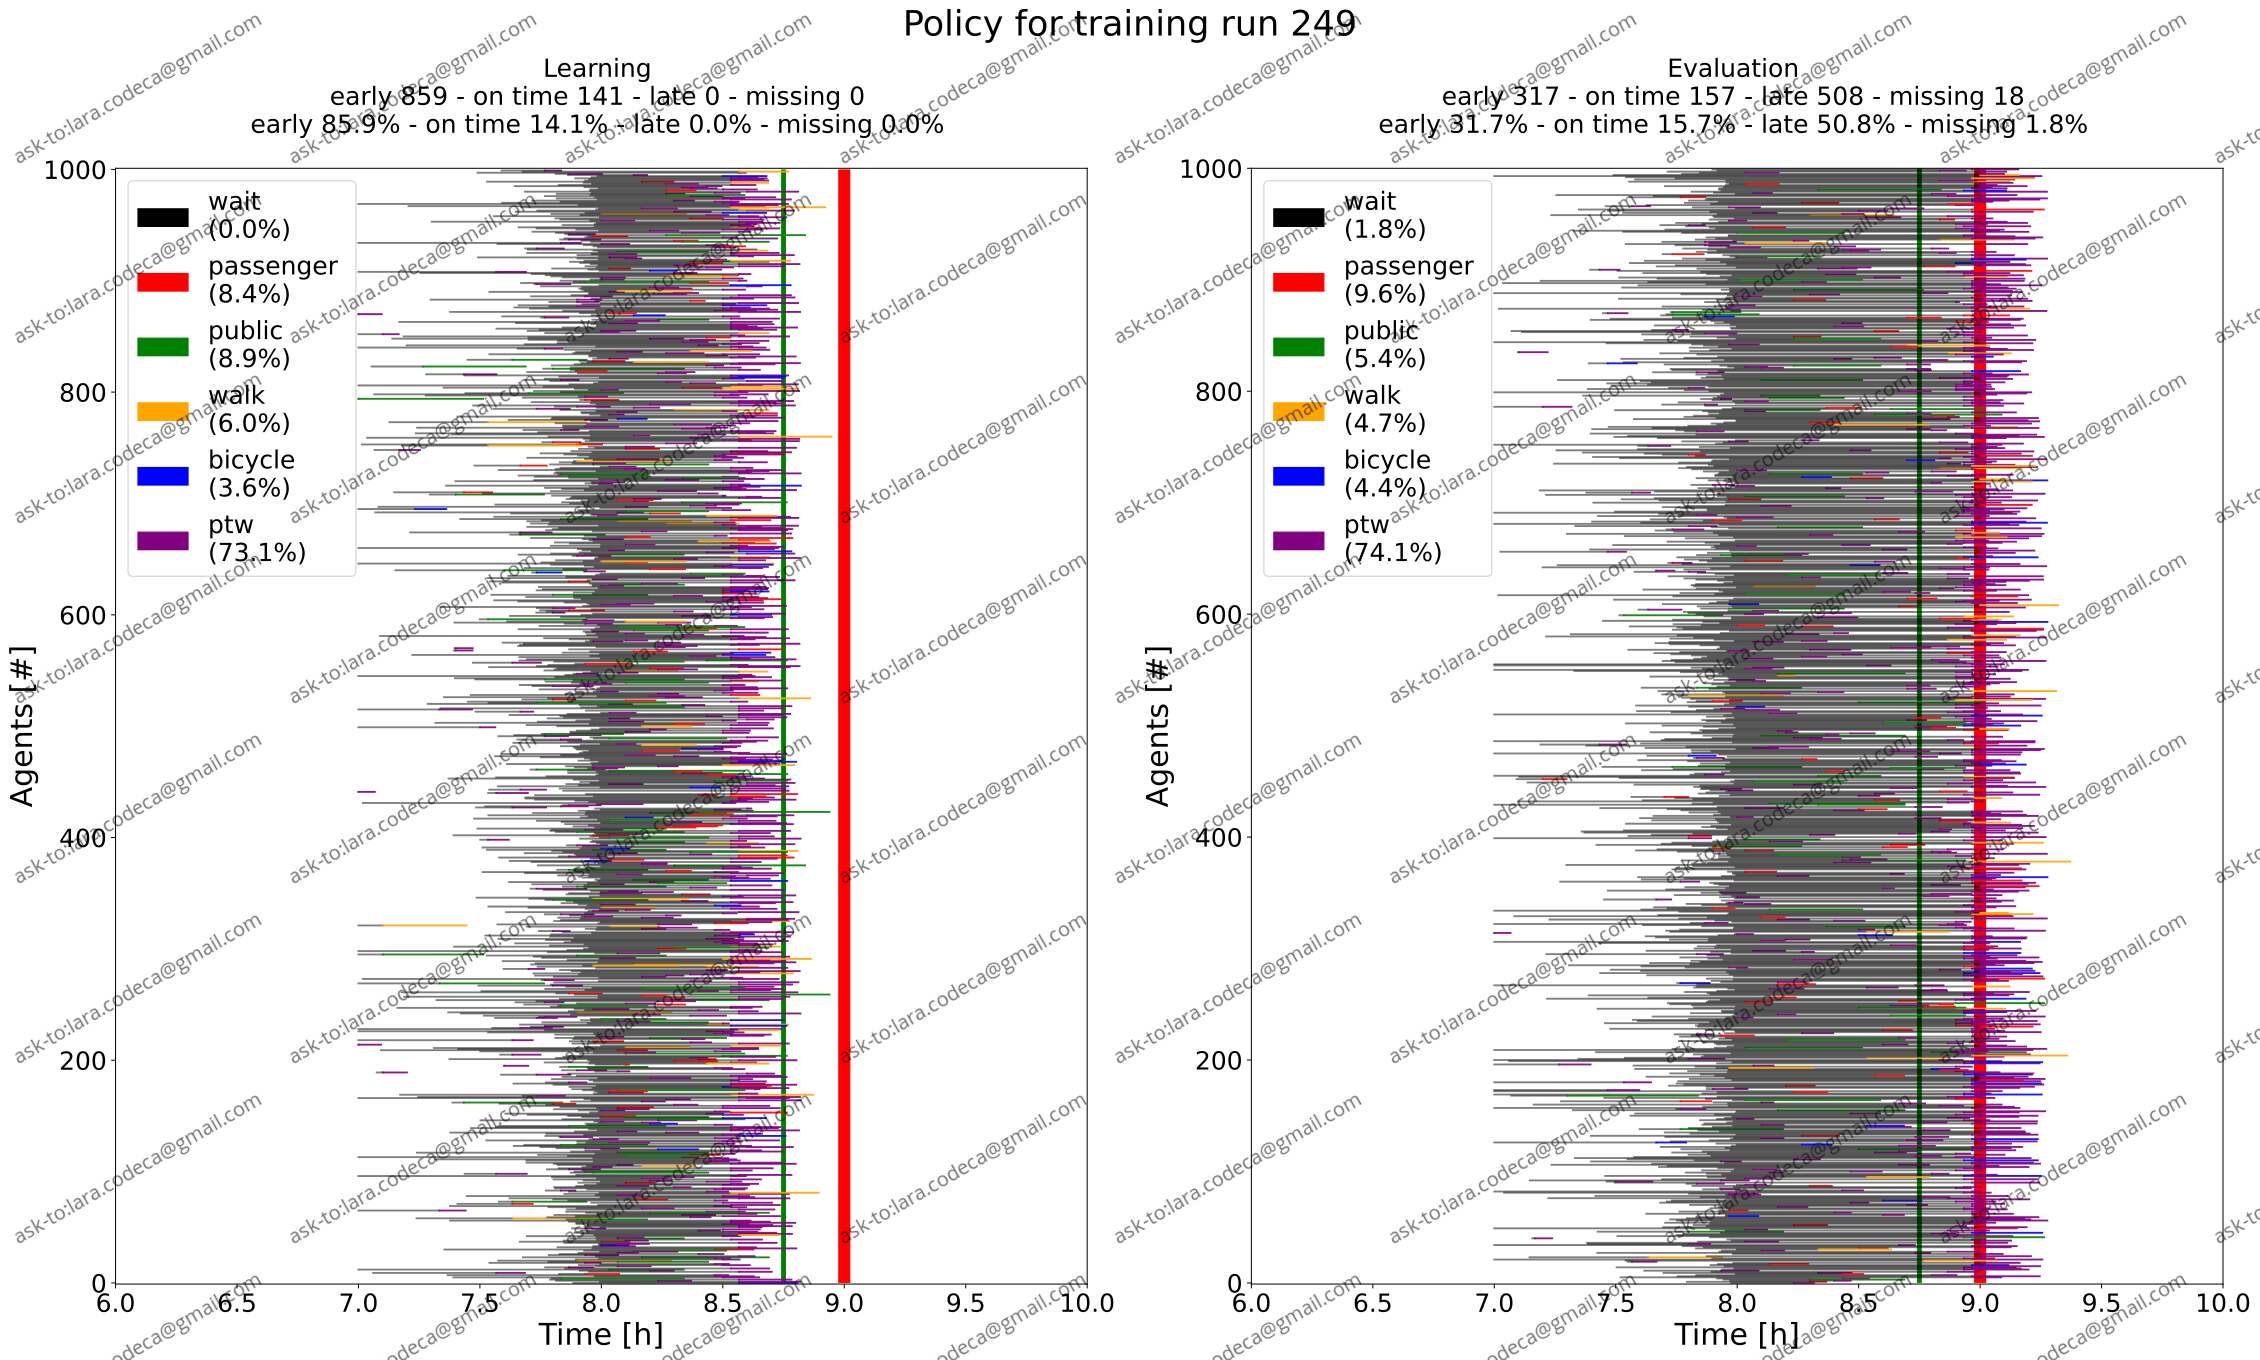 Policy for training run 249
Learning
early 859 - on time 141 - late 0 - missing 0
early 85.9% - on time 14.1% - late 0.0% - missing 0.0%
1000
800
600
400
200
0
Agents [#]
wait
(0.0%)
passenger
(8.4%)
public
(8.9%)
walk
(6.0%)
bicycle
(3.6%)
ptw
(73.1%)
6.0 6.5 7.0 7.5 8.0 8.5 9.0 9.5 10.0
Time [h]
Evaluation
early 317 - on time 157 - late 508 - missing 18
early 31.7% - on time 15.7% - late 50.8% - missing 1.8%
1000
800
600
400
200
0
Agents [#]
wait
(1.8%)
passenger
(9.6%)
public
(5.4%)
walk
(4.7%)
bicycle
(4.4%)
ptw
(74.1%)
6.0 6.5 7.0 7.5 8.0 8.5 9.0 9.5 10.0
Time [h]
ask-to:lara.codeca@gmail.com